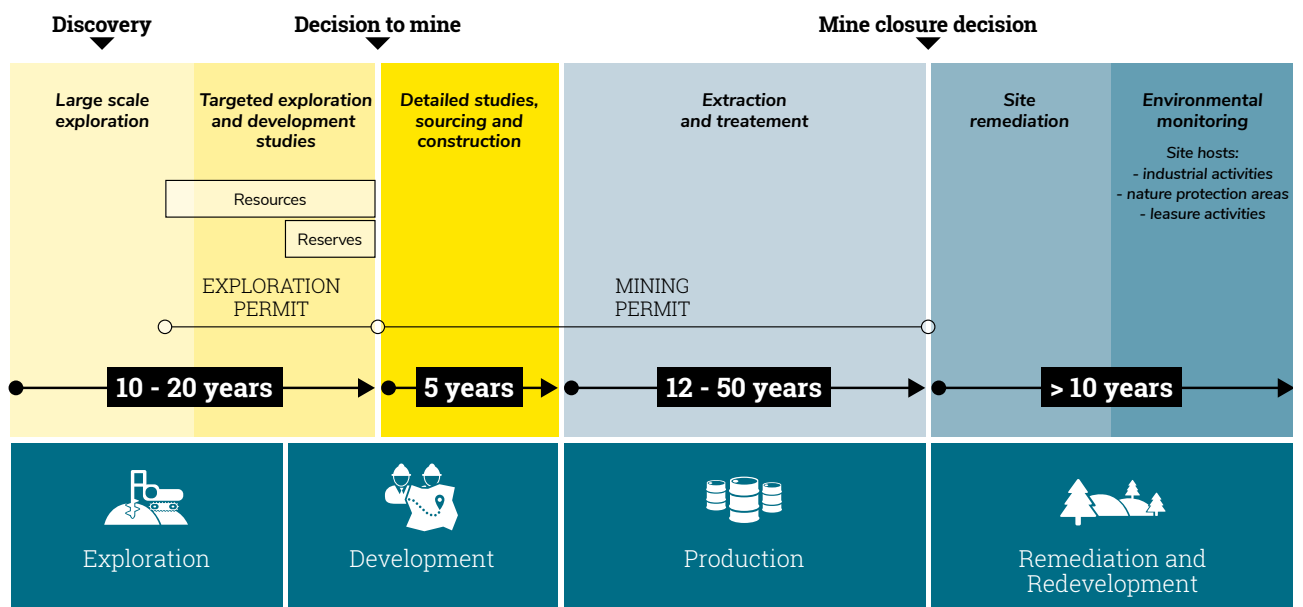 Discovery
Decision to mine
Mine closure decision
Large scale
exploration
Targeted exploration
and development
studies
Detailed studies,
sourcing and
construction
Extraction
and treatement
Site
remediation
Environmental
monitoring
Site hosts:
- industrial activities
- nature protection areas
- leasure activities
Resources
Reserves
EXPLORATION
PERMIT
MINING
PERMIT
10 - 20 years
5 years
12 - 50 years
> 10 years
Exploration
Development
Production
Remediation and
Redevelopment